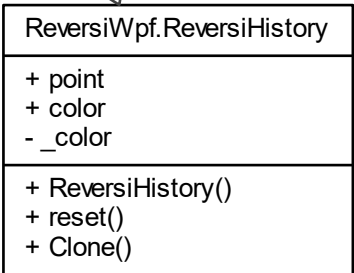 ReversiWpf.ReversiHistory
+ point
+ color
- _color
+ ReversiHistory()
+ reset()
+ Clone()